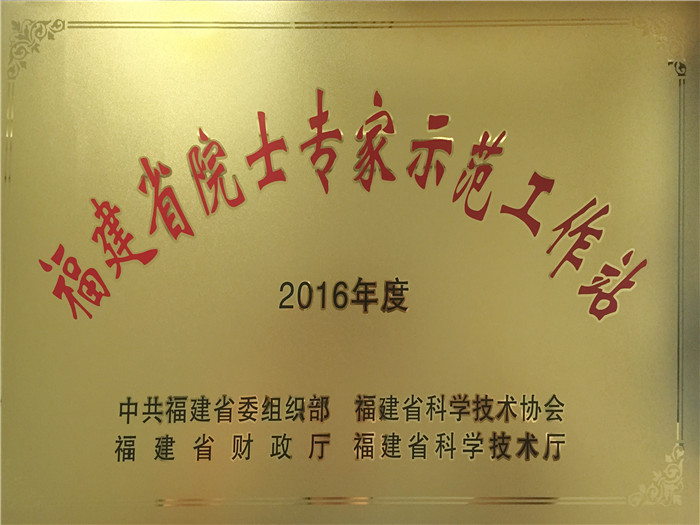 福建省院士专家示范工作站
2016年度
中共福建省委组织部 福建省科学技术协会
福建省财政厅 福建省科学技术厅